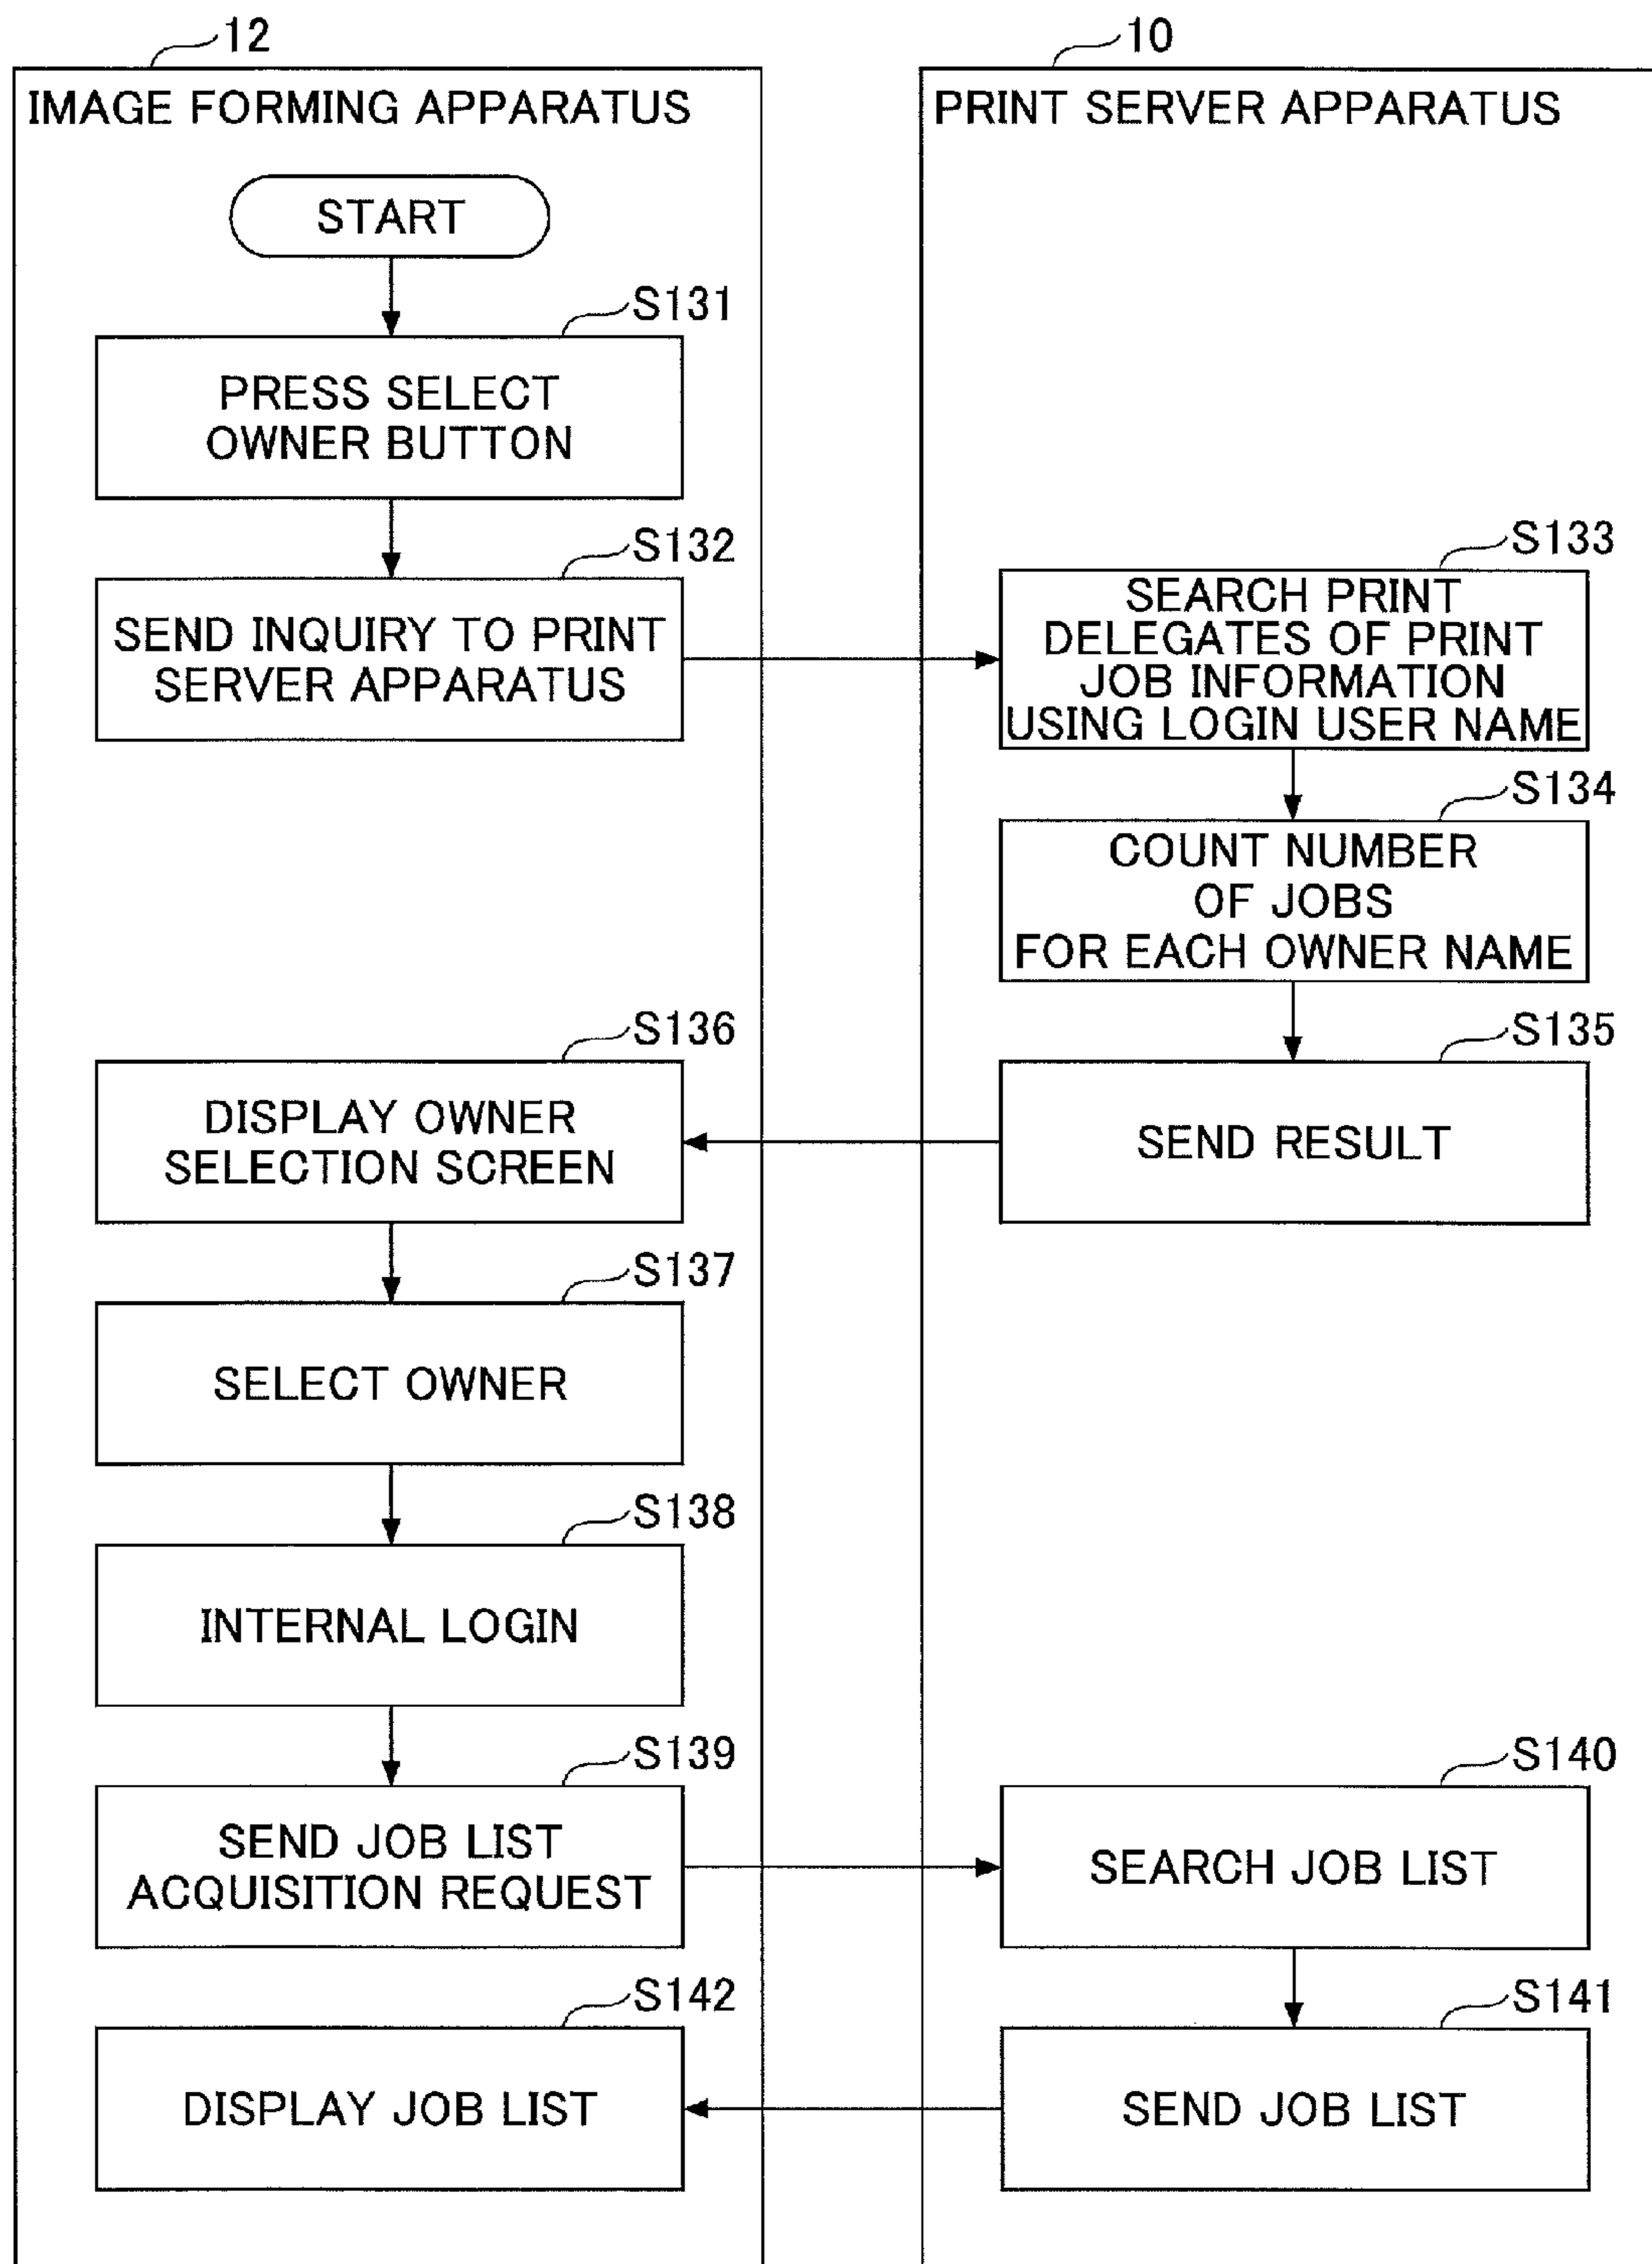 12
IMAGE FORMING APPARATUS
START
S131
PRESS SELECT
OWNER BUTTON
S132
SEND INQUIRY TO PRINT
SERVER APPARATUS
S136
DISPLAY OWNER
SELECTION SCREEN
S137
SELECT OWNER
S138
INTERNAL LOGIN
S139
SEND JOB LIST
ACQUISITION REQUEST
S142
DISPLAY JOB LIST
10
PRINT SERVER APPARATUS
S133
SEARCH PRINT
DELEGATES OF PRINT
JOB INFORMATION
USING LOGIN USER NAME
S134
COUNT NUMBER
OF JOBS
FOR EACH OWNER NAME
S135
SEND RESULT
S140
SEARCH JOB LIST
S141
SEND JOB LIST